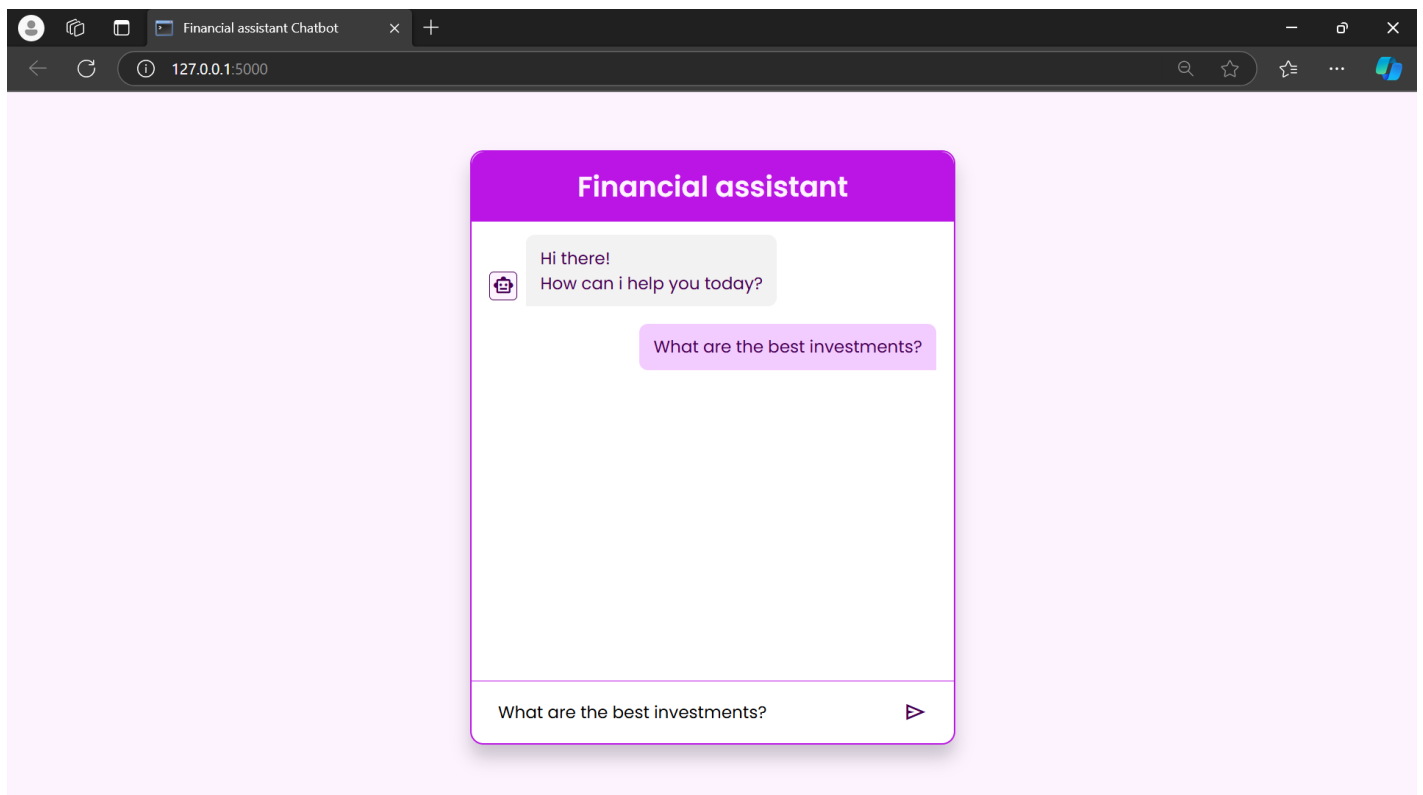 Financial assistant Chatbot
127.0.0.1:5000
Financial assistant
Hi there!
How can i help you today?
What are the best investments?
What are the best investments?